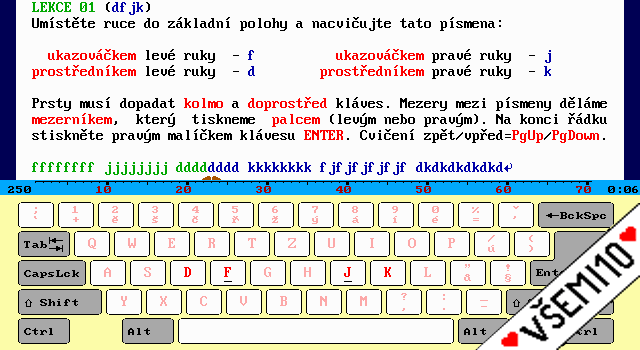 LEKCE 01 (dfjk)
Umístěte ruce do základní polohy a nacvičujte tato písmena:
ukazováčkem levé ruky - f ukazováčkem pravé ruky - j
prostředníkem levé ruky - d prostředníkem pravé ruky - k
Prsty musí dopadat kolmo a doprostřed kláves. Mezery mezi písmeny děláme
mezerníkem, který tiskneme palcem (levým nebo pravým). Na konci řádku
stiskněte pravým malíčkem klávesu ENTER. Cvičení zpět/vpřed=PgUp/PgDown.
ffffffff jjjjjjjj dddddddd kkkkkkkk fjfjfjfjfjf dkdkdkdkdkd↵
250 10 20 30 40 50 60 70 0:06
; 1 + 2 ě 3 š 4 č 5 ř 6 ž 7 ý 8 á 9 í 0 é % = ˇ ´ ←BckSpc
Tab Q W E R T Z U I O P / ú ( )
CapsLck A S D F G H J K L " ů ! § Ent
⇧ Shift Y X C V B N M ? , : . _ – ⇧
Ctrl Alt Alt Ctrl
VŠEMI10